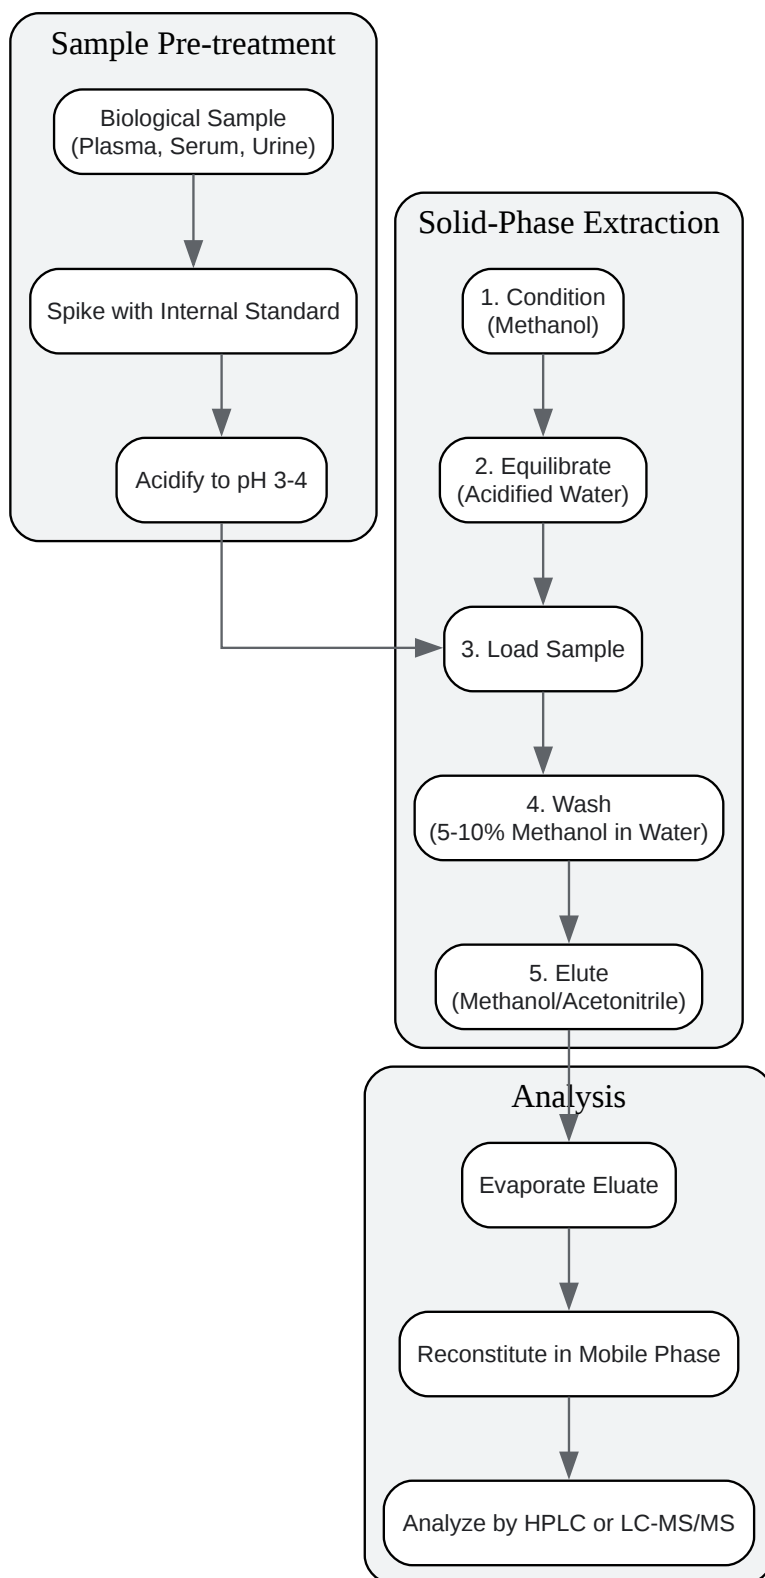 Sample Pre-treatment
Biological Sample
(Plasma, Serum, Urine)
Spike with Internal Standard
Acidify to pH 3-4
Solid-Phase Extraction
1. Condition
(Methanol)
2. Equilibrate
(Acidified Water)
3. Load Sample
4. Wash
(5-10% Methanol in Water)
5. Elute
(Methanol/Acetonitrile)
Analysis
Evaporate Eluate
Reconstitute in Mobile Phase
Analyze by HPLC or LC-MS/MS